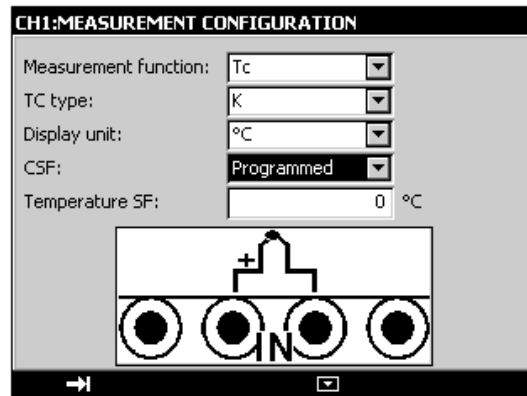 CH1:MEASUREMENT CONFIGURATION
Measurement function: Tc
TC type: K
Display unit: °C
CSF: Programmed
Temperature SF: 0 °C
+
IN